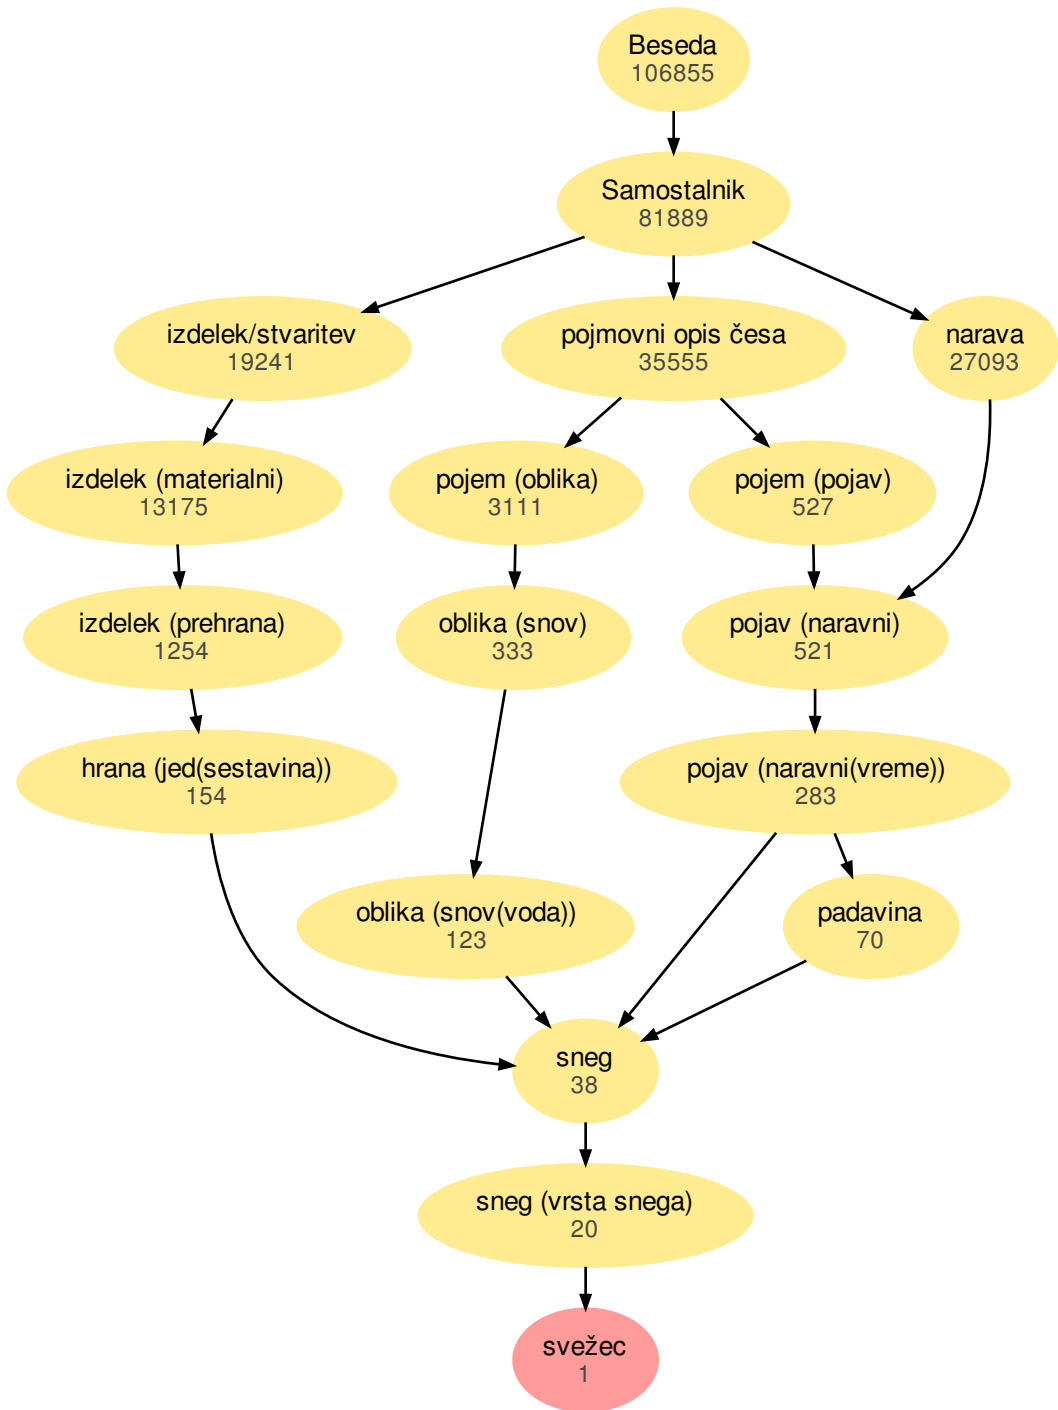 Beseda
106855
Samostalnik
81889
izdelek/stvaritev
19241
pojmovni opis česa
35555
narava
27093
izdelek (materialni)
13175
pojem (oblika)
3111
pojem (pojav)
527
izdelek (prehrana)
1254
oblika (snov)
333
pojav (naravni)
521
hrana (jed(sestavina))
154
pojav (naravni(vreme))
283
oblika (snov(voda))
123
padavina
70
sneg
38
sneg (vrsta snega)
20
svežec
1